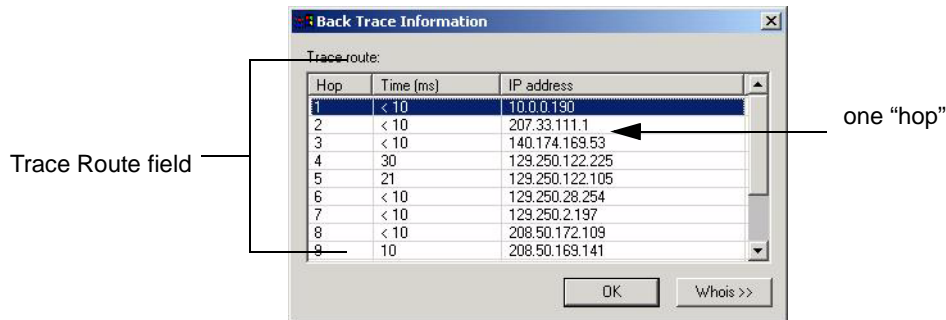 Back Trace Information
Trace route:
Hop Time (ms) IP address
1 < 10 10.0.0.190
2 < 10 207.33.111.1
3 < 10 140.174.169.53
4 30 129.250.122.225
5 21 129.250.122.105
6 < 10 129.250.28.254
7 < 10 129.250.2.197
8 < 10 208.50.172.109
9 10 208.50.169.141
OK Whois >>
Trace Route field
one “hop”